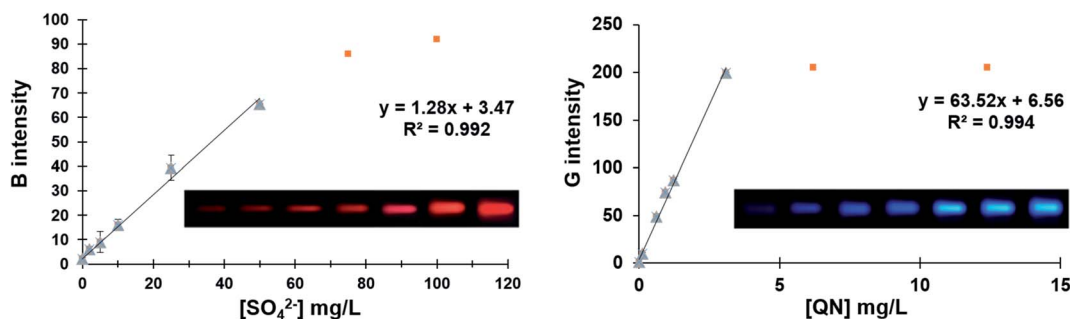 100
90
80
70
60
50
40
30
20
10
0
B intensity
y = 1.28x + 3.47
R² = 0.992
0 20 40 60 80 100 120
[SO₄²⁻] mg/L
250
200
150
100
50
0
G intensity
y = 63.52x + 6.56
R² = 0.994
0 5 10 15
[QN] mg/L